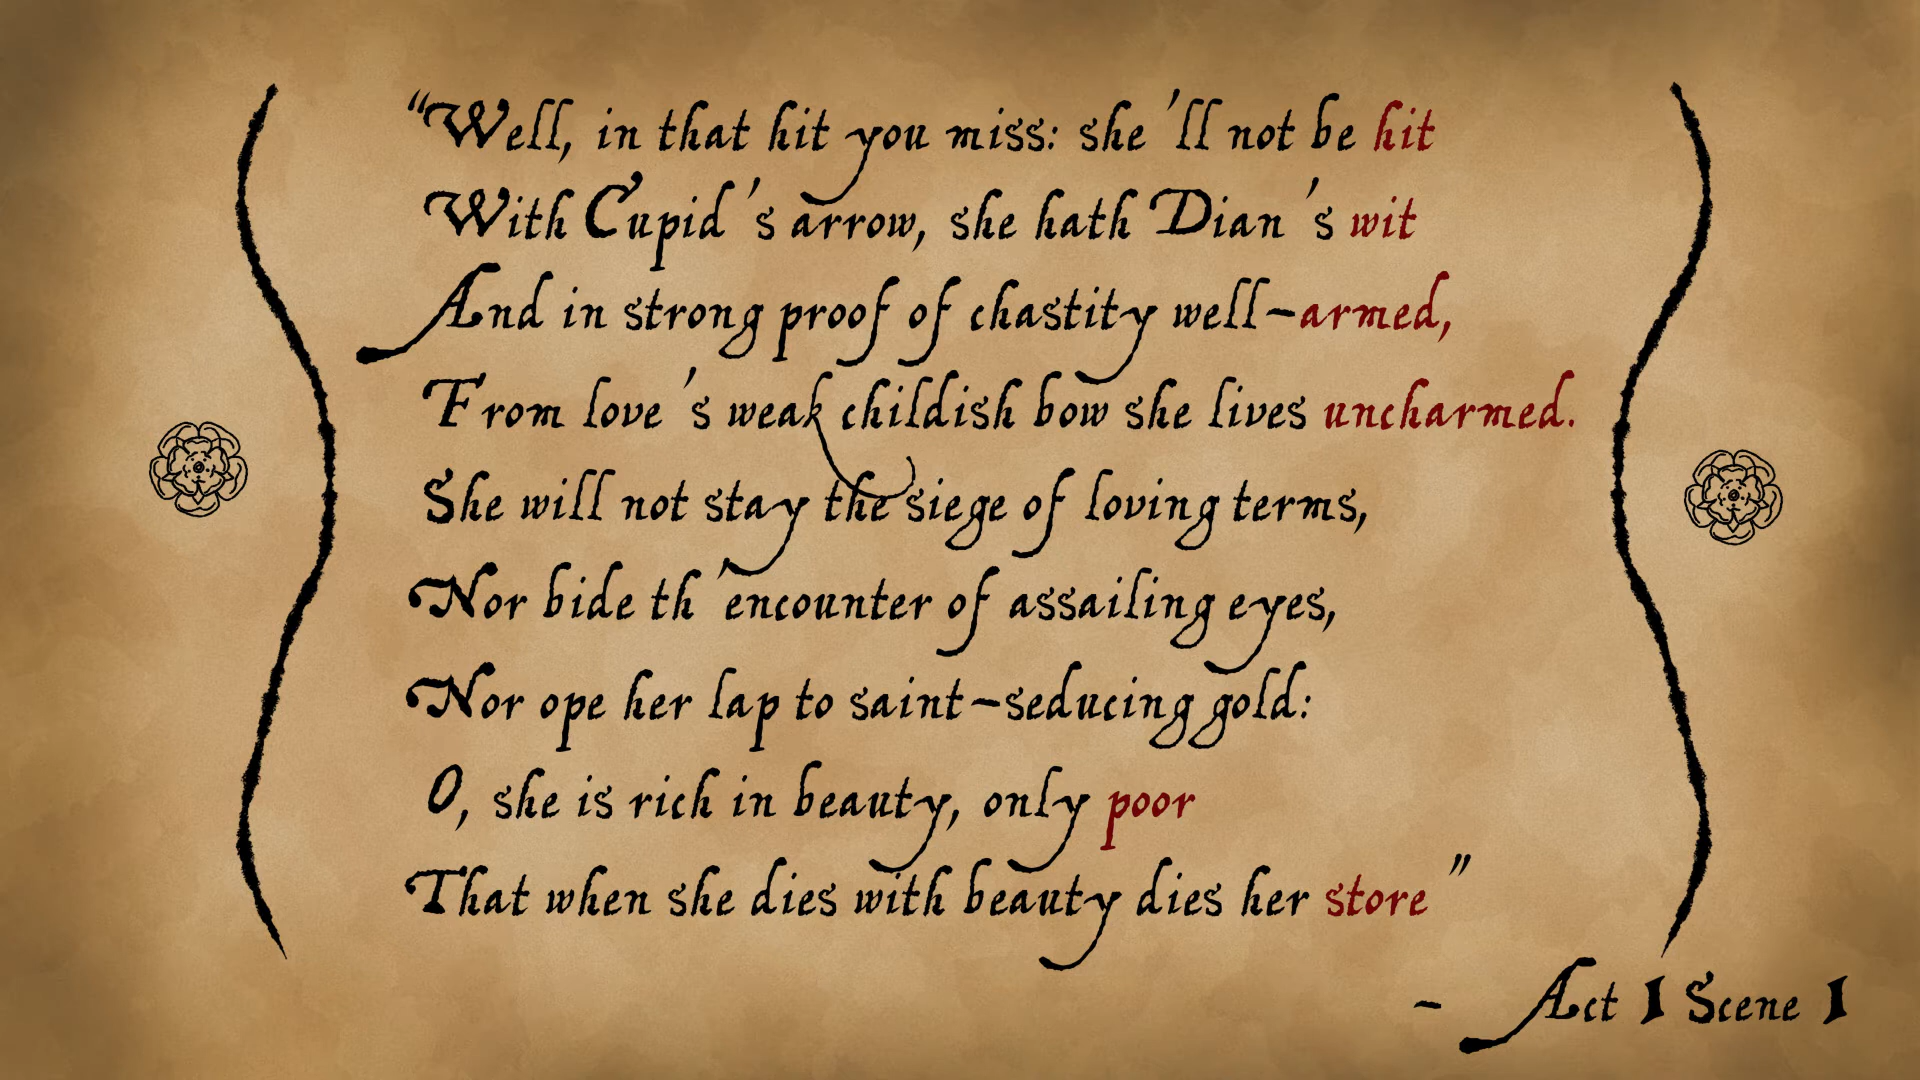 “Well, in that hit you miss: she'll not be hit
With Cupid's arrow, she hath Dian's wit
And in strong proof of chastity well-armed,
From love's weak childish bow she lives uncharmed.
She will not stay the siege of loving terms,
Nor bide th'encounter of assailing eyes,
Nor ope her lap to saint-seducing gold:
O, she is rich in beauty, only poor
That when she dies with beauty dies her store”
- Act 1 Scene 1